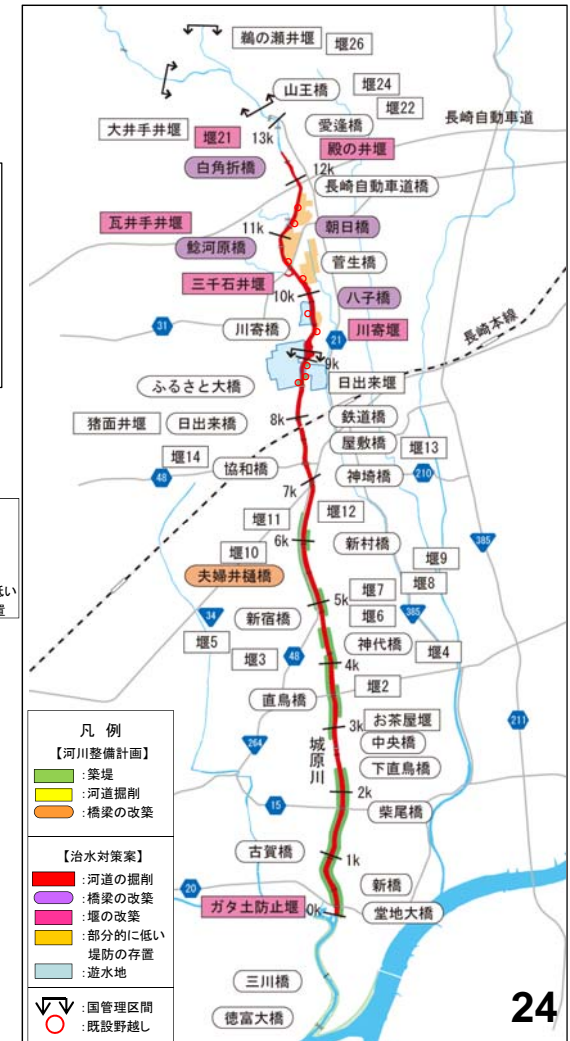 鵜の瀬井堰
堰26
山王橋
堰24
堰22
大井手井堰
堰21
13k
愛逢橋
長崎自動車道
殿の井堰
白角折橋
12k
長崎自動車道橋
瓦井手井堰
11k
朝日橋
鯰河原橋
菅生橋
三千石井堰
10k
八子橋
31
川寄橋
21
川寄堰
長崎本線
9k
ふるさと大橋
日出来堰
猪面井堰
日出来橋
8k
鉄道橋
屋敷橋
堰13
堰14
協和橋
神埼橋
210
48
7k
堰11
堰12
6k
新村橋
385
堰10
堰9
夫婦井樋橋
堰7
堰8
5k
34
新宿橋
堰6
385
堰5
神代橋
堰3
48
4k
堰4
直鳥橋
堰2
3k
お茶屋堰
211
264
城原川
中央橋
下直鳥橋
2k
15
柴尾橋
古賀橋
1k
20
新橋
ガタ土防止堰
0k
堂地大橋
三川橋
徳富大橋
低い
置
凡 例
【河川整備計画】
:築堤
:河道掘削
:橋梁の改築
【治水対策案】
:河道の掘削
:橋梁の改築
:堰の改築
:部分的に低い
堤防の存置
:遊水地
:国管理区間
:既設野越し
24